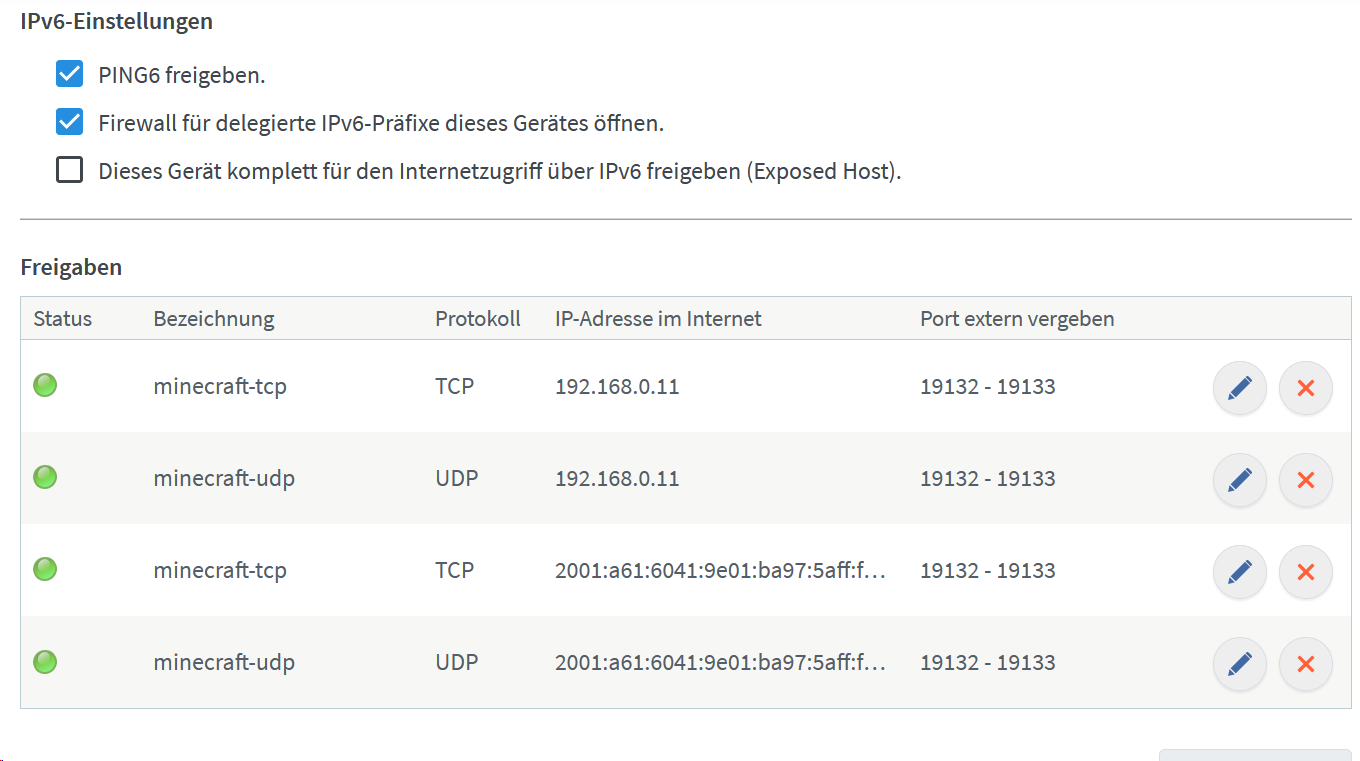 IPv6-Einstellungen
PING6 freigeben.
Firewall für delegierte IPv6-Präfixe dieses Gerätes öffnen.
Dieses Gerät komplett für den Internetzugriff über IPv6 freigeben (Exposed Host).
Freigaben
Status Bezeichnung Protokoll IP-Adresse im Internet Port extern vergeben
minecraft-tcp TCP 192.168.0.11 19132 - 19133
minecraft-udp UDP 192.168.0.11 19132 - 19133
minecraft-tcp TCP 2001:a61:6041:9e01:ba97:5aff:f... 19132 - 19133
minecraft-udp UDP 2001:a61:6041:9e01:ba97:5aff:f... 19132 - 19133